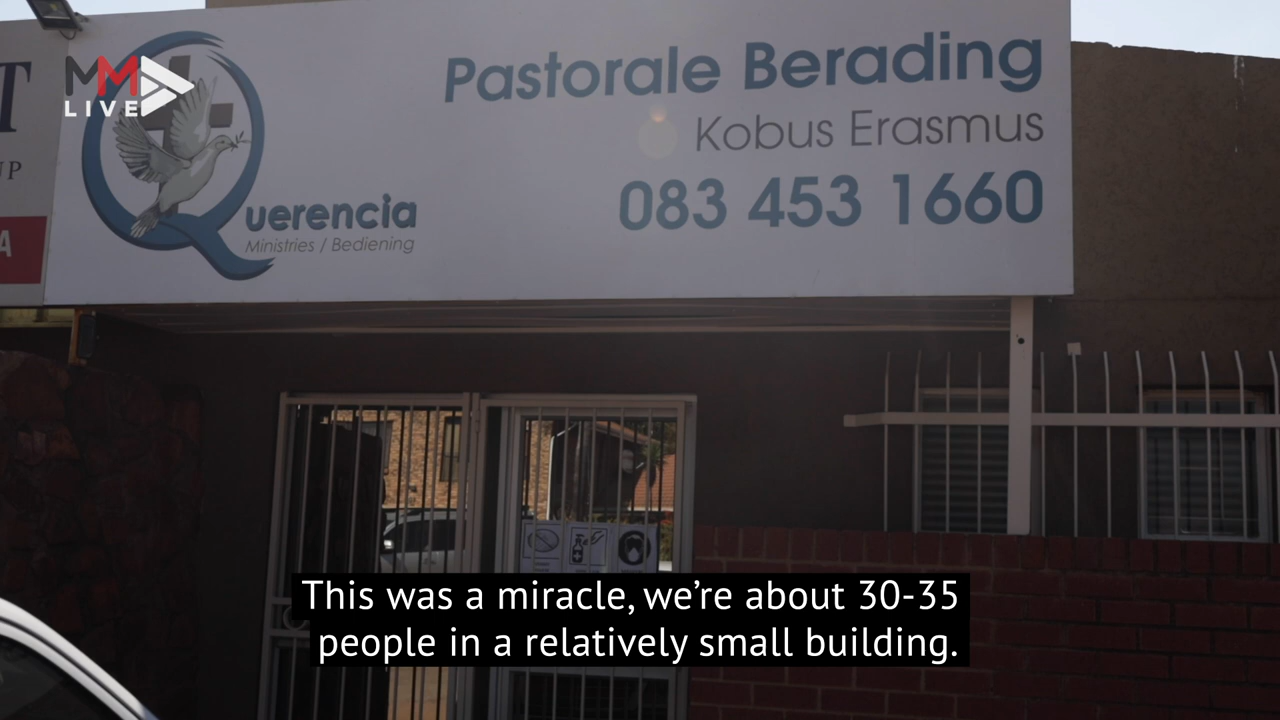 MM
LIVE
T
UP
A
Querencia
Ministries / Bediening
Pastorale Berading
Kobus Erasmus
083 453 1660
This was a miracle, we’re about 30-35
people in a relatively small building.